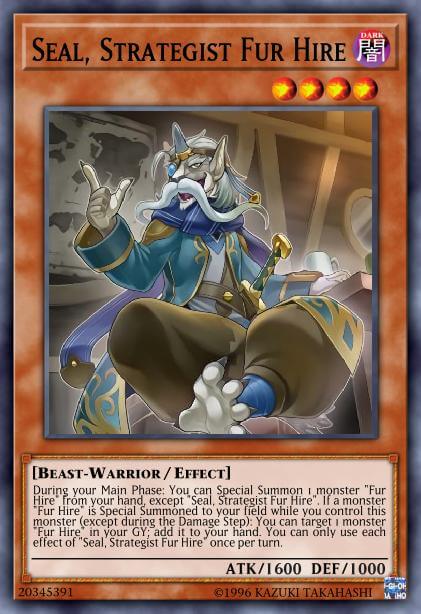 Seal, Strategist Fur Hire
DARK
闇
[Beast-Warrior / Effect]
During your Main Phase: You can Special Summon 1 monster "Fur
Hire" from your hand, except "Seal, Strategist Fur Hire". If a monster
"Fur Hire" is Special Summoned to your field while you control this
monster (except during the Damage Step): You can target 1 monster
"Fur Hire" in your GY; add it to your hand. You can only use each
effect of "Seal, Strategist Fur Hire" once per turn.
ATK/1600 DEF/1000
20345391 ©1996 KAZUKI TAKAHASHI